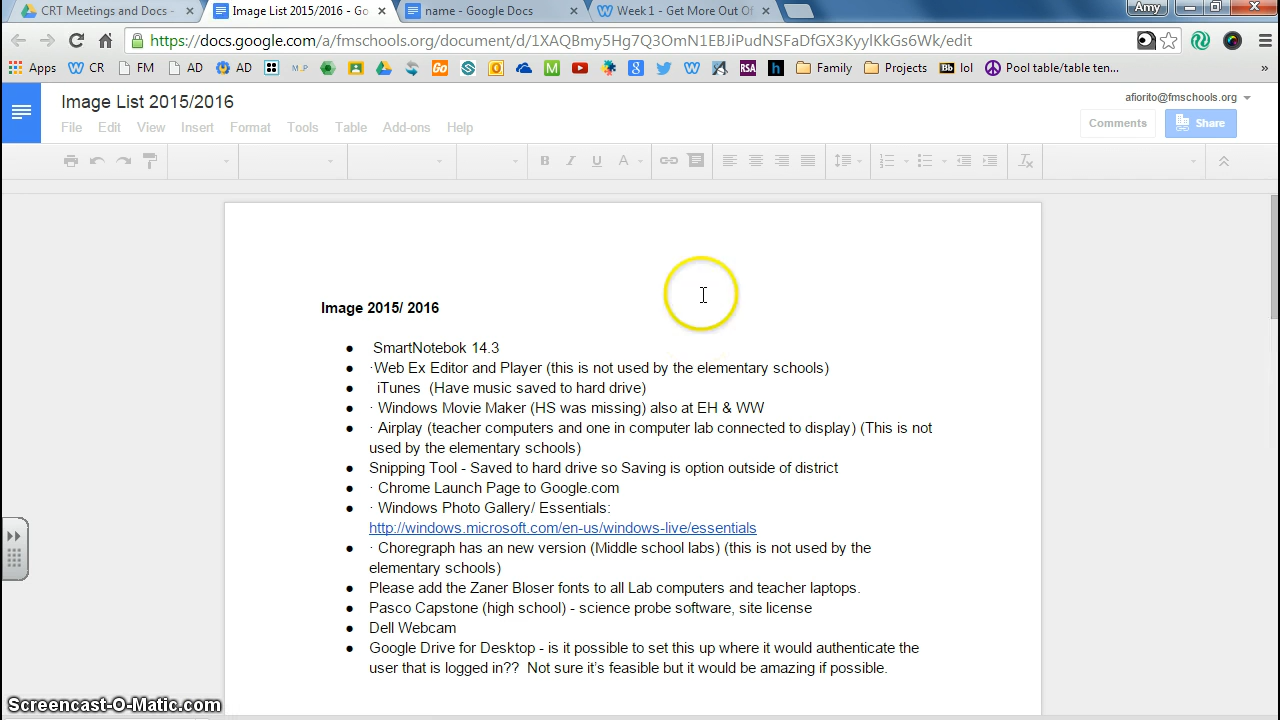 CRT Meetings and Docs -
Image List 2015/2016 - Go
name - Google Docs
Week 1 - Get More Out Of
Amy
https://docs.google.com/a/fmschools.org/document/d/1XAQBmy5Hg7Q3OmN1EBJiPudNSFaDfGX3KyylKkGs6Wk/edit
Apps CR FM AD AD M..P Go M g RSA h Family Projects Bb lol Pool table/table ten... »
Image List 2015/2016
afiorito@fmschools.org
File Edit View Insert Format Tools Table Add-ons Help
Comments Share
B I U A
Image 2015/ 2016
● SmartNotebok 14.3
● ·Web Ex Editor and Player (this is not used by the elementary schools)
● iTunes (Have music saved to hard drive)
● · Windows Movie Maker (HS was missing) also at EH & WW
● · Airplay (teacher computers and one in computer lab connected to display) (This is not
used by the elementary schools)
● Snipping Tool - Saved to hard drive so Saving is option outside of district
● · Chrome Launch Page to Google.com
● · Windows Photo Gallery/ Essentials:
http://windows.microsoft.com/en-us/windows-live/essentials
● · Choregraph has an new version (Middle school labs) (this is not used by the
elementary schools)
● Please add the Zaner Bloser fonts to all Lab computers and teacher laptops.
● Pasco Capstone (high school) - science probe software, site license
● Dell Webcam
● Google Drive for Desktop - is it possible to set this up where it would authenticate the
user that is logged in?? Not sure it's feasible but it would be amazing if possible.
Screencast-O-Matic.com